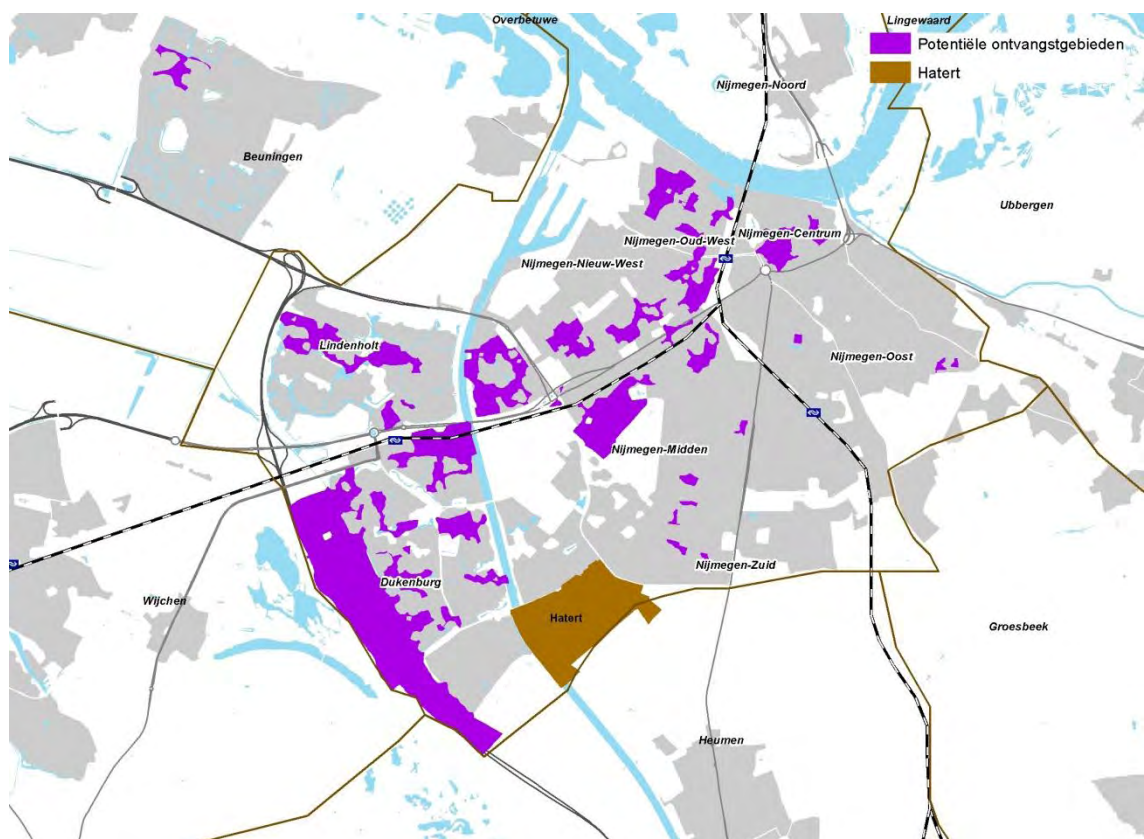 Overbetuwe
Lingewaard
Potentiële ontvangstgebieden
Hatert
Nijmegen-Noord
Beuningen
Ubbergen
Nijmegen-Oud-West
Nijmegen-Centrum
Nijmegen-Nieuw-West
Lindenholt
Nijmegen-Oost
Nijmegen-Midden
Nijmegen-Zuid
Dukenburg
Wijchen
Hatert
Groesbeek
Heumen